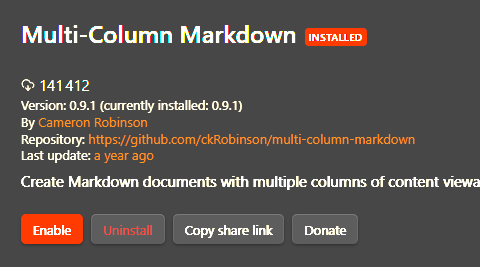 Multi-Column Markdown INSTALLED
141412
Version: 0.9.1 (currently installed: 0.9.1)
By Cameron Robinson
Repository: https://github.com/ckRobinson/multi-column-markdown
Last update: a year ago
Create Markdown documents with multiple columns of content viewa
Enable Uninstall Copy share link Donate